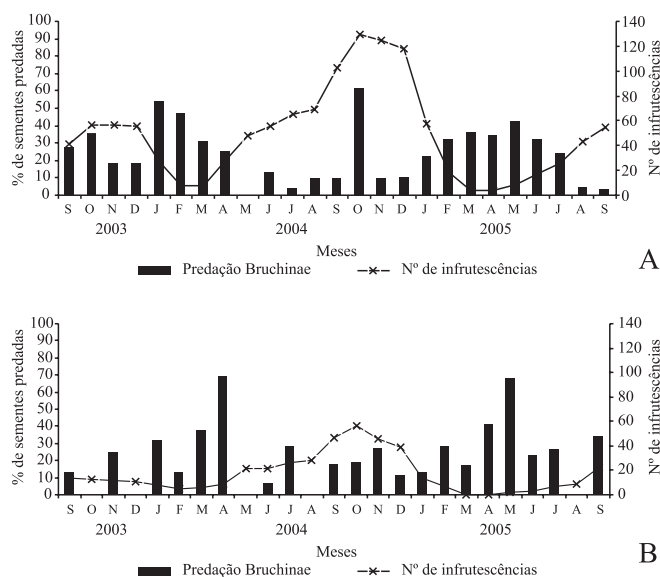 % de sementes predadas
100
90
80
70
60
50
40
30
20
10
0
140
120
100
80
60
40
20
0
Nº de infrutescências
S O N D J F M A M J J A S O N D J F M A M J J A S
2003 2004 2005
Meses
Predação Bruchinae Nº de infrutescências
A
% de sementes predadas
100
90
80
70
60
50
40
30
20
10
0
140
120
100
80
60
40
20
0
Nº de infrutescências
S O N D J F M A M J J A S O N D J F M A M J J A S
2003 2004 2005
Meses
Predação Bruchinae Nº de infrutescências
B